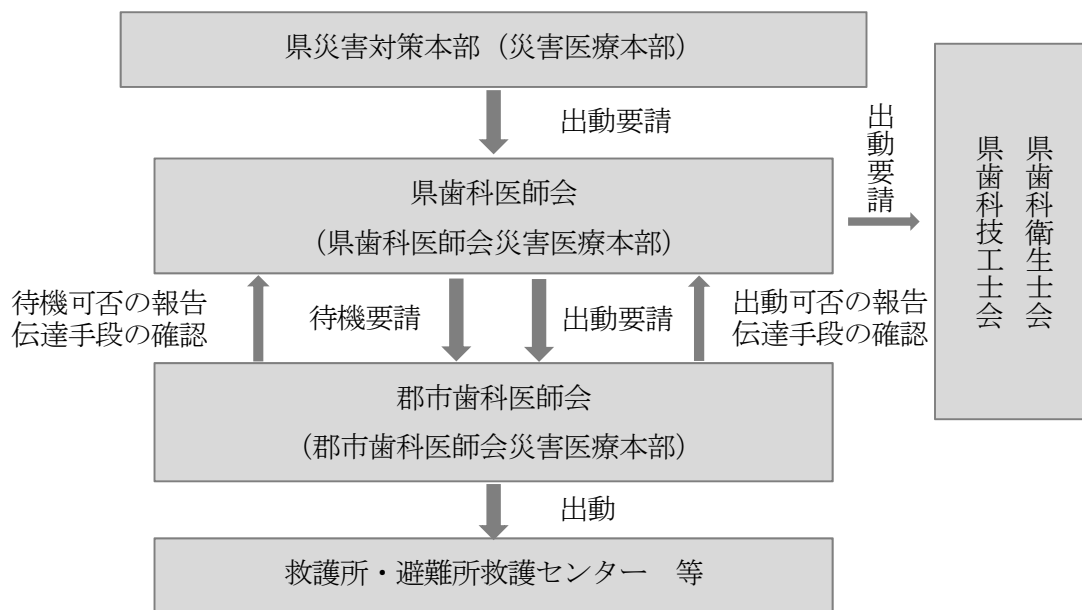 県災害対策本部（災害医療本部）
出動要請
県歯科医師会
（県歯科医師会災害医療本部）
出動要請
県歯科衛生士会
県歯科技工士会
待機可否の報告
伝達手段の確認
待機要請
出動要請
出動可否の報告
伝達手段の確認
郡市歯科医師会
（郡市歯科医師会災害医療本部）
出動
救護所・避難所救護センター　等